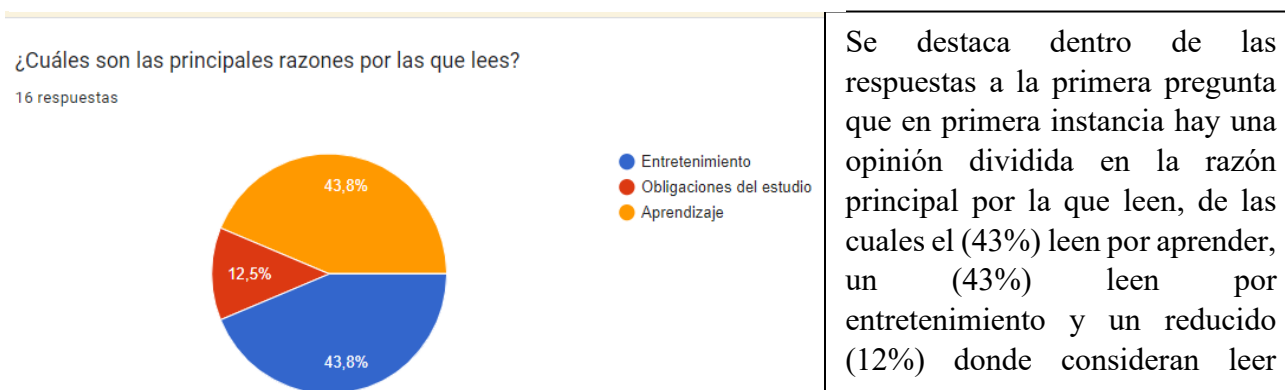 ¿Cuáles son las principales razones por las que lees?
16 respuestas
43,8%
12,5%
43,8%
Entretenimiento
Obligaciones del estudio
Aprendizaje
Se destaca dentro de las
respuestas a la primera pregunta
que en primera instancia hay una
opinión dividida en la razón
principal por la que leen, de las
cuales el (43%) leen por aprender,
un (43%) leen por
entretenimiento y un reducido
(12%) donde consideran leer